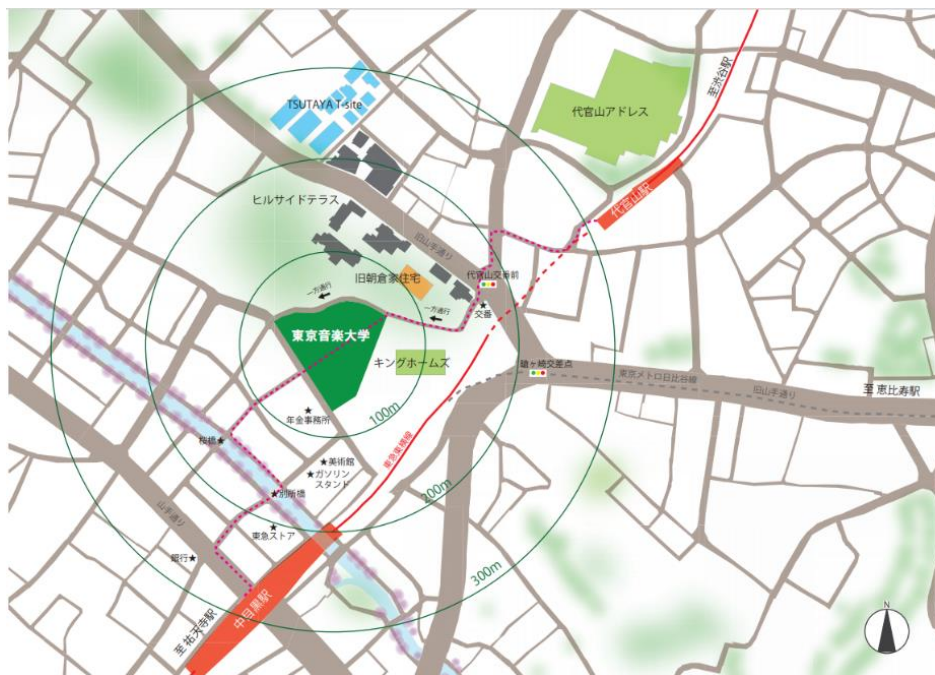 TSUTAYA T-site
代官山アドレス
至渋谷駅
代官山駅
ヒルサイドテラス
旧山手通り
旧朝倉家住宅
代官山交番前
一方通行
一方通行
交番
東京音楽大学
キングホームズ
東京メトロ日比谷線
旧山手通り
至 恵比寿駅
100m
年金事務所
東急東横線
桜橋
美術館
ガソリン
スタンド
200m
別所橋
山手通り
東急ストア
銀行
300m
中目黒駅
至 祐天寺駅
N